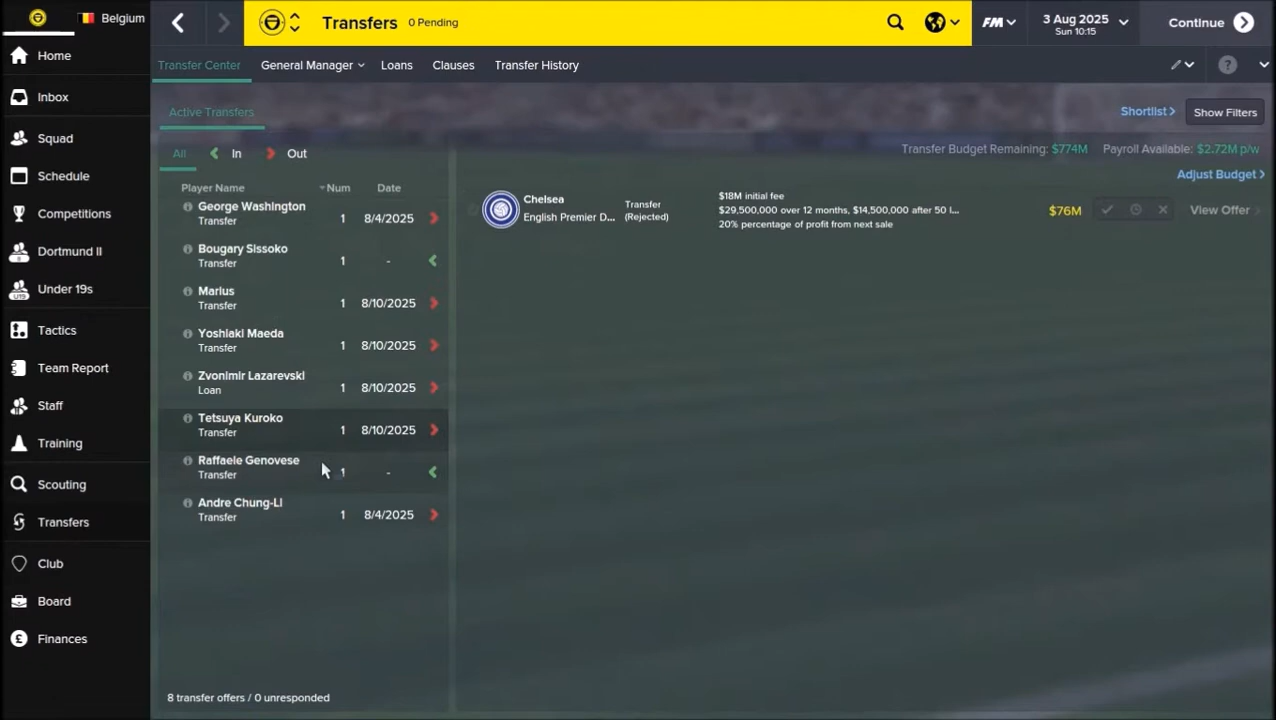 Belgium
Transfers 0 Pending
FM
3 Aug 2025
Sun 10:15
Continue
Home
Inbox
Squad
Schedule
Competitions
II
Dortmund II
U19
Under 19s
Tactics
Team Report
Staff
Training
Scouting
Transfers
Club
Board
£ Finances
Transfer Center General Manager Loans Clauses Transfer History ?
Active Transfers Shortlist > Show Filters
All In Out
Transfer Budget Remaining: $774M Payroll Available: $2.72M p/w
Adjust Budget >
Player Name Num Date
George Washington
Transfer 1 8/4/2025
Bougary Sissoko
Transfer 1 -
Marius
Transfer 1 8/10/2025
Yoshiaki Maeda
Transfer 1 8/10/2025
Zvonimir Lazarevski
Loan 1 8/10/2025
Tetsuya Kuroko
Transfer 1 8/10/2025
Raffaele Genovese
Transfer 1 -
Andre Chung-Li
Transfer 1 8/4/2025
Chelsea
English Premier D...
Transfer
(Rejected)
$18M initial fee
$29,500,000 over 12 months, $14,500,000 after 50 l...
20% percentage of profit from next sale
$76M
View Offer >
8 transfer offers / 0 unresponded